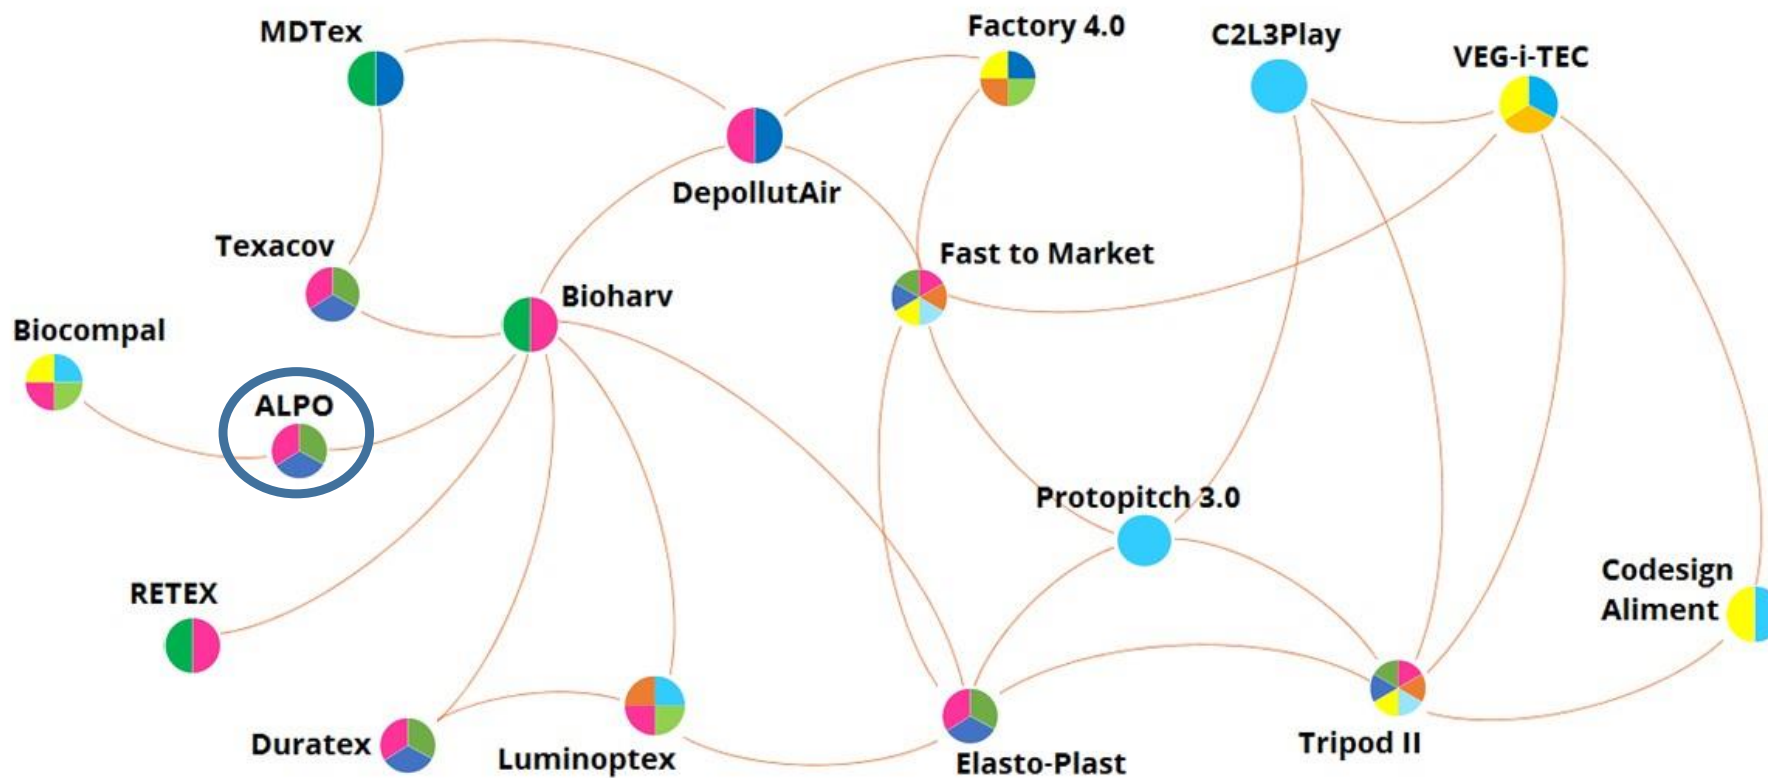 MDTex
Factory 4.0
C2L3Play
VEG-i-TEC
DepollutAir
Texacov
Fast to Market
Bioharv
Biocompal
ALPO
Protopitch 3.0
Codesign
Aliment
RETEX
Duratex
Luminoptex
Elasto-Plast
Tripod II